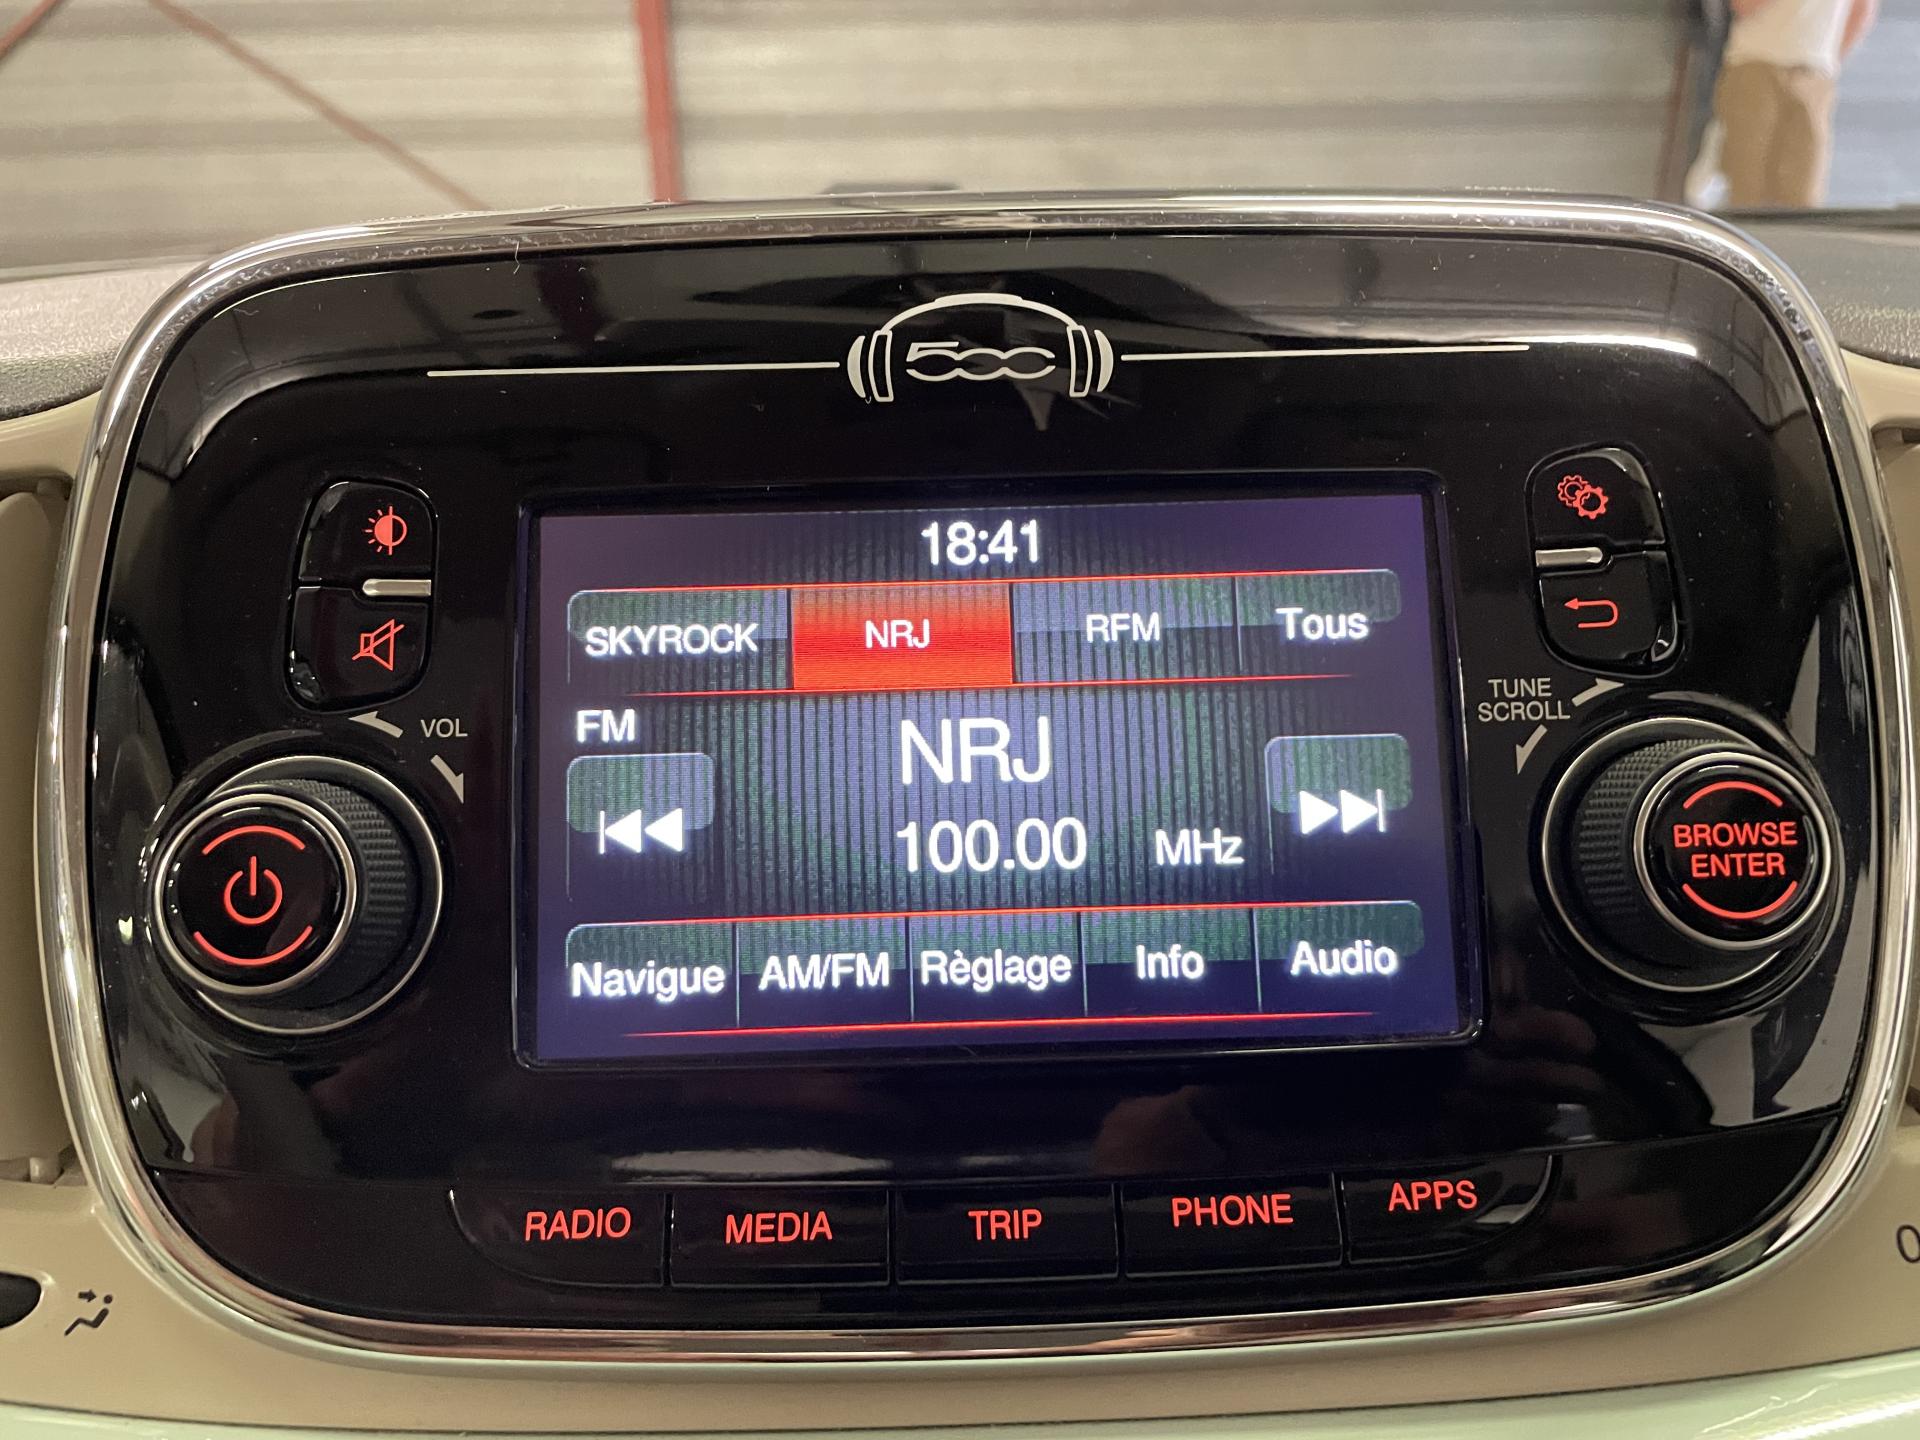 500
18:41
SKYROCK NRJ RFM Tous
TUNE
SCROLL
VOL
FM
NRJ
100.00 MHz
BROWSE
ENTER
Navigue AM/FM Règlage Info Audio
RADIO MEDIA TRIP PHONE APPS
0